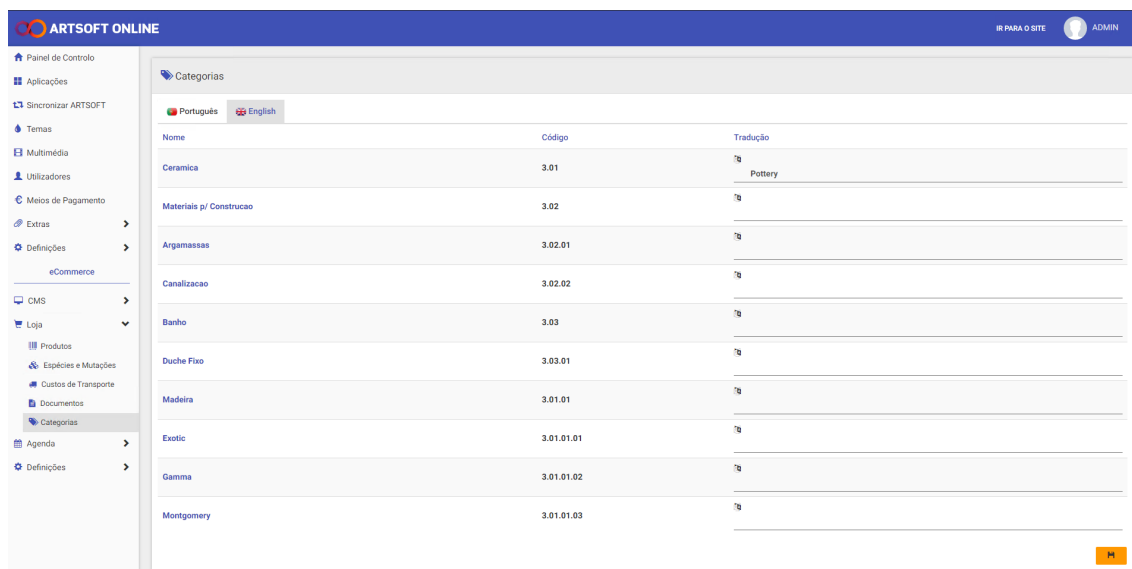 ARTSOFT ONLINE
IR PARA O SITE
ADMIN
Painel de Controlo
Aplicações
Sincronizar ARTSOFT
Temas
Multimédia
Utilizadores
Meios de Pagamento
Extras
Definições
eCommerce
CMS
Loja
Produtos
Espécies e Mutações
Custos de Transporte
Documentos
Categorias
Agenda
Definições
Categorias
Português English
Nome Código Tradução
Ceramica 3.01 Pottery
Materiais p/ Construcao 3.02
Argamassas 3.02.01
Canalizacao 3.02.02
Banho 3.03
Duche Fixo 3.03.01
Madeira 3.01.01
Exotic 3.01.01.01
Gamma 3.01.01.02
Montgomery 3.01.01.03